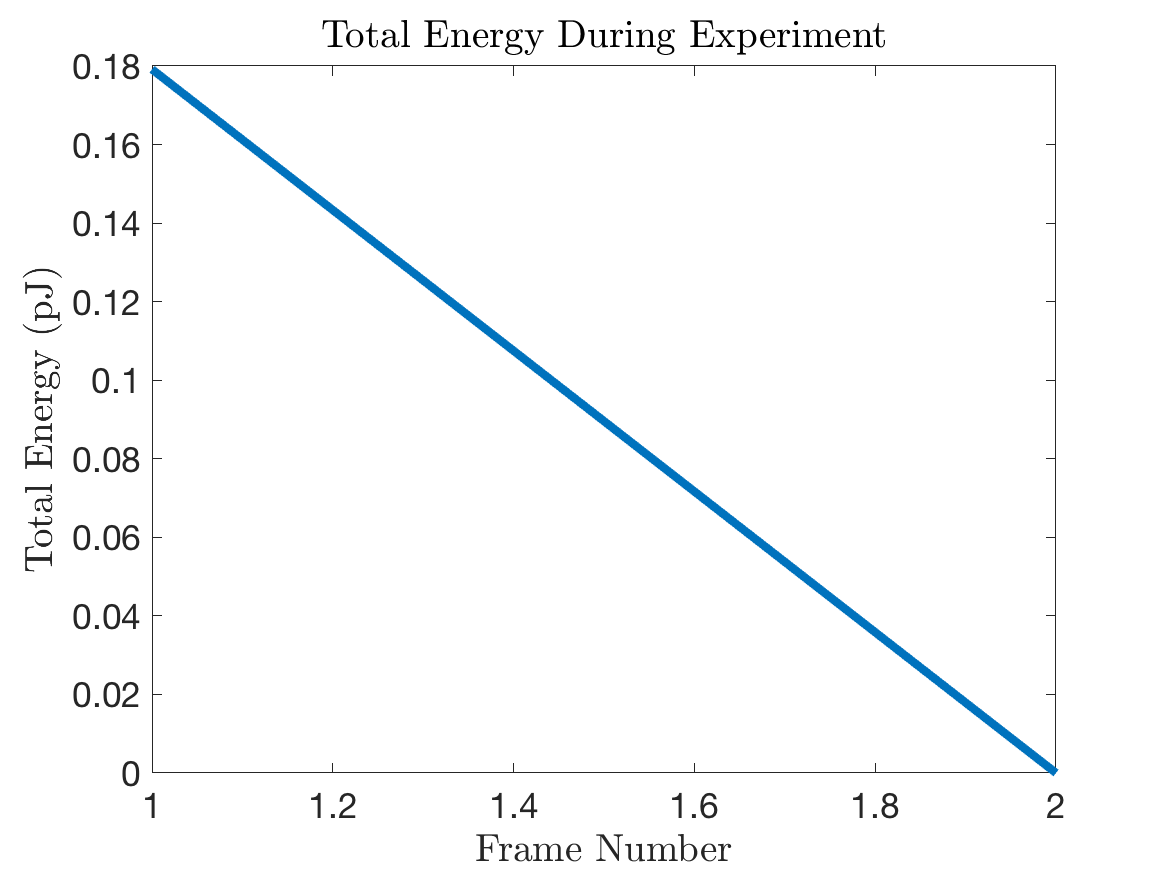 Total Energy During Experiment
0.18
0.16
0.14
0.12
0.1
0.08
0.06
0.04
0.02
0
Total Energy (pJ)
1 1.2 1.4 1.6 1.8 2
Frame Number